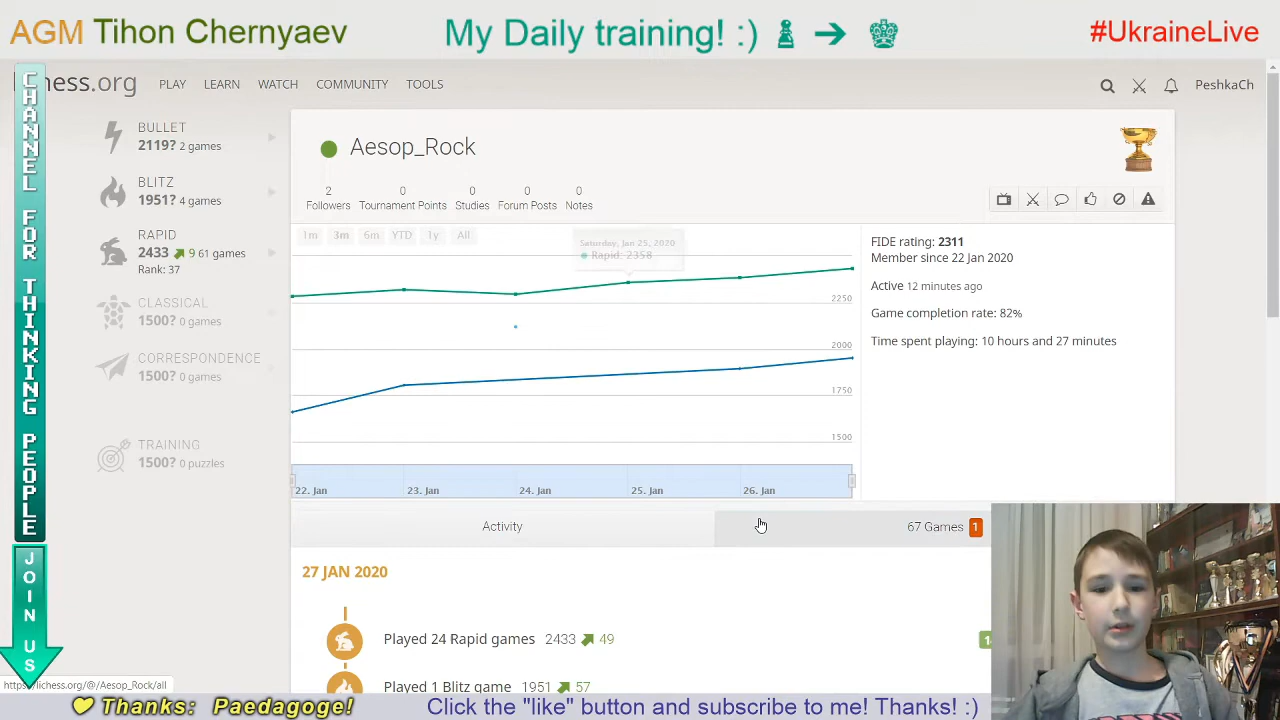 AGM Tihon Chernyaev
My Daily training! :)
#UkraineLive
CHANNEL FOR THINKING PEOPLE
JOIN US
hess.org
PLAY
LEARN
WATCH
COMMUNITY
TOOLS
PeshkaCh
BULLET
2119? 2 games
BLITZ
1951? 4 games
RAPID
2433 9 61 games
Rank: 37
CLASSICAL
1500? 0 games
CORRESPONDENCE
1500? 0 games
TRAINING
1500? 0 puzzles
Aesop_Rock
2 0 0 0 0
Followers Tournament Points Studies Forum Posts Notes
1m 3m 6m YTD 1y All
Saturday, Jan 25, 2020
Rapid: 2358
2250
2000
1750
1500
22. Jan 23. Jan 24. Jan 25. Jan 26. Jan
FIDE rating: 2311
Member since 22 Jan 2020
Active 12 minutes ago
Game completion rate: 82%
Time spent playing: 10 hours and 27 minutes
Activity
67 Games 1
27 JAN 2020
Played 24 Rapid games 2433 49
Played 1 Blitz game 1951 57
https://lichess.org/@/Aesop_Rock/all
Thanks: Paedagoge!
Click the "like" button and subscribe to me! Thanks! :)